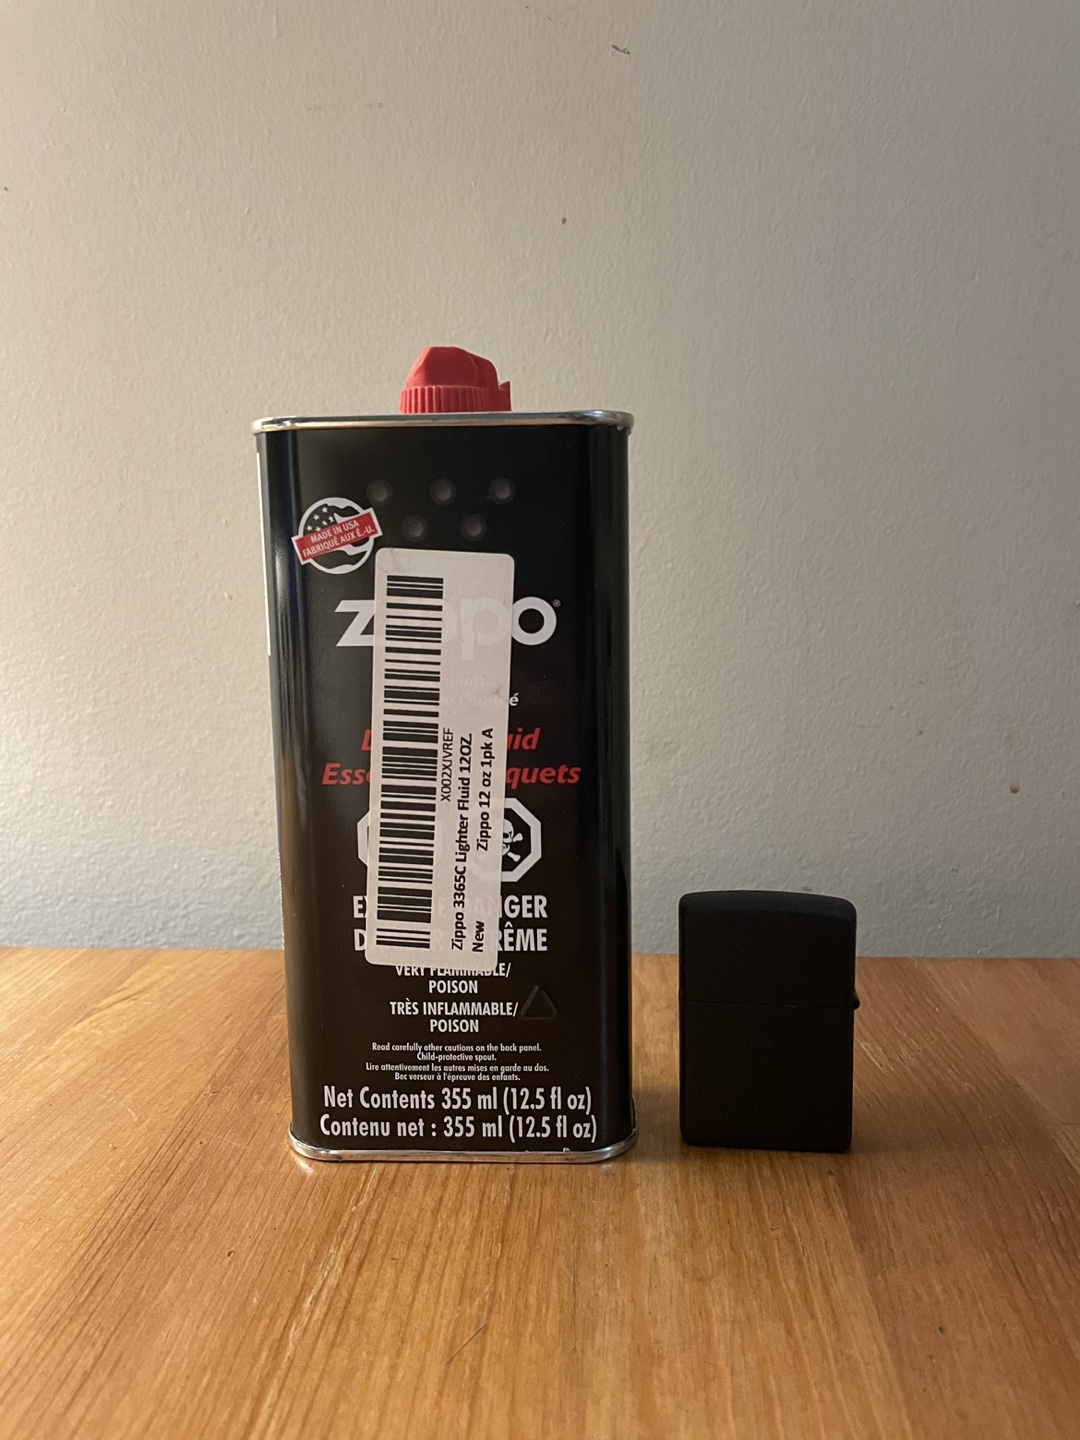 MADE IN USA
FABRIQUÉ AUX É.-U.
X002XJVREF
Zippo 3365C Lighter Fluid 12OZ.
Zippo 12 oz 1pk A
New
VERY FLAMMABLE/
POISON
TRÈS INFLAMMABLE/
POISON
Read carefully other cautions on the back panel.
Child-protective spout.
Lire attentivement les autres mises en garde au dos.
Bec verseur à l'épreuve des enfants.
Net Contents 355 ml (12.5 fl oz)
Contenu net : 355 ml (12.5 fl oz)